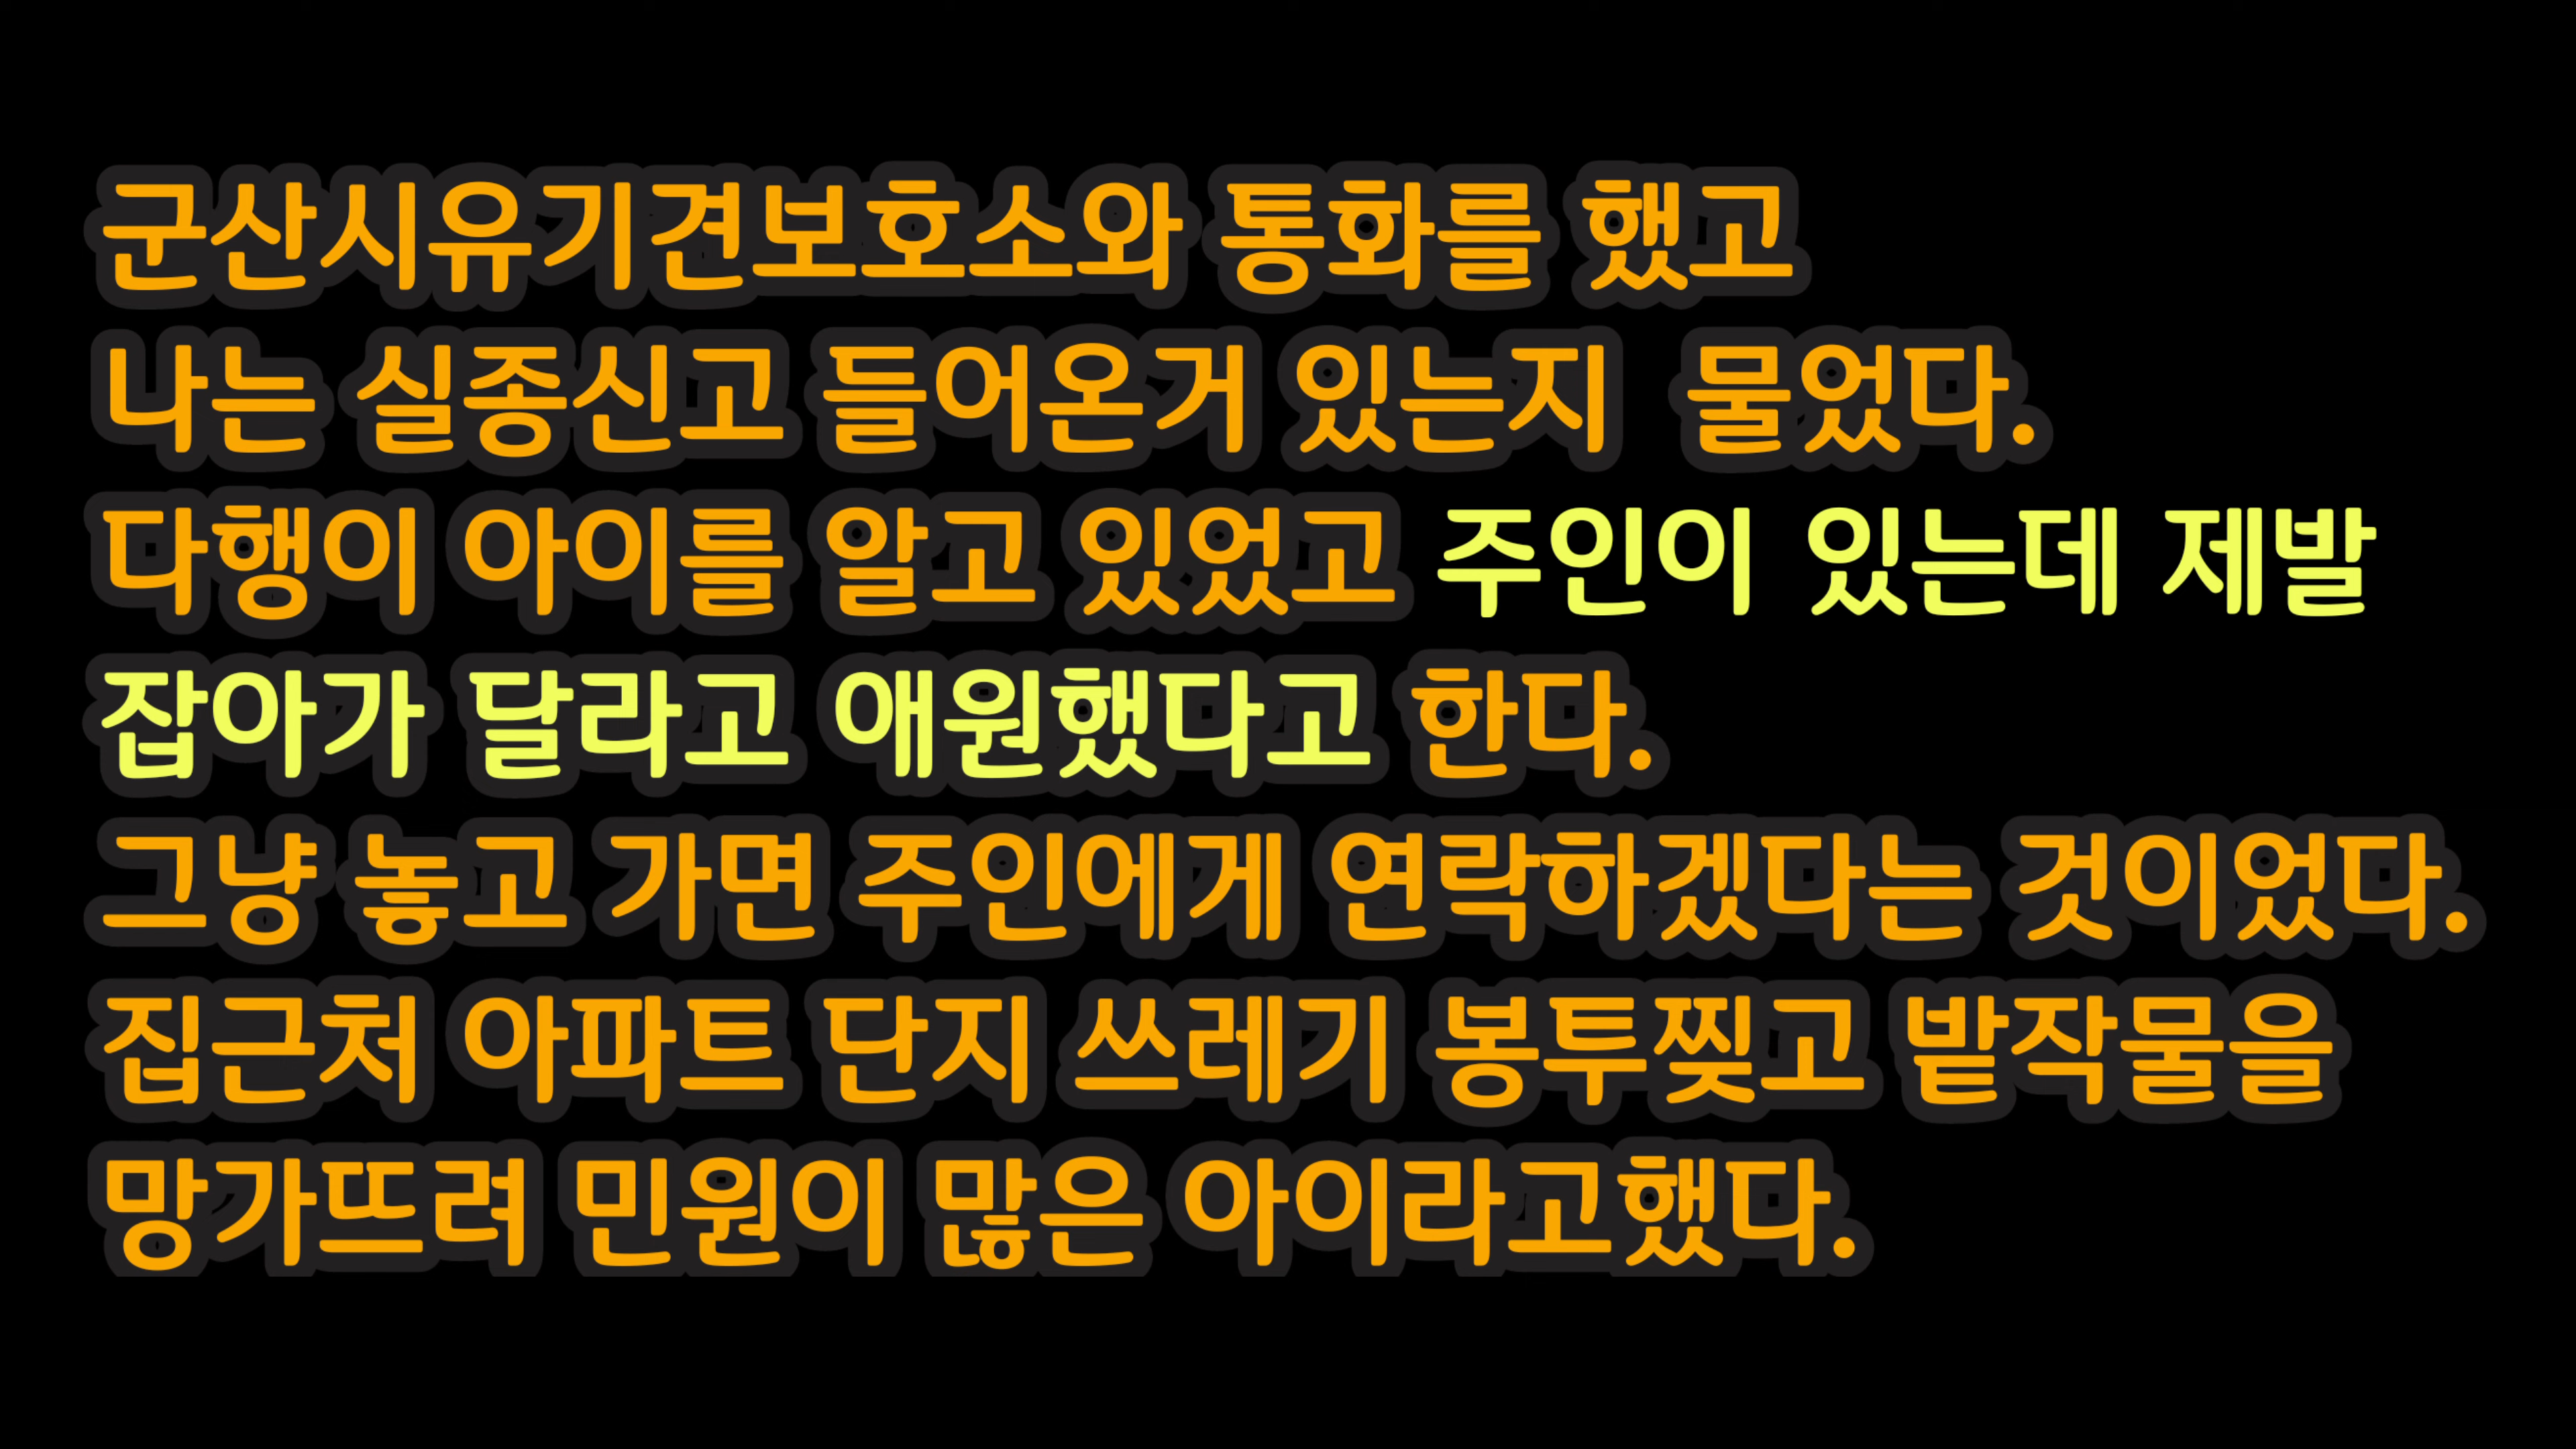 군산시유기견보호소와 통화를 했고
나는 실종신고 들어온거 있는지 물었다.
다행이 아이를 알고 있었고 주인이 있는데 제발
잡아가 달라고 애원했다고 한다.
그냥 놓고 가면 주인에게 연락하겠다는 것이었다.
집근처 아파트 단지 쓰레기 봉투찢고 밭작물을
망가뜨려 민원이 많은 아이라고했다.